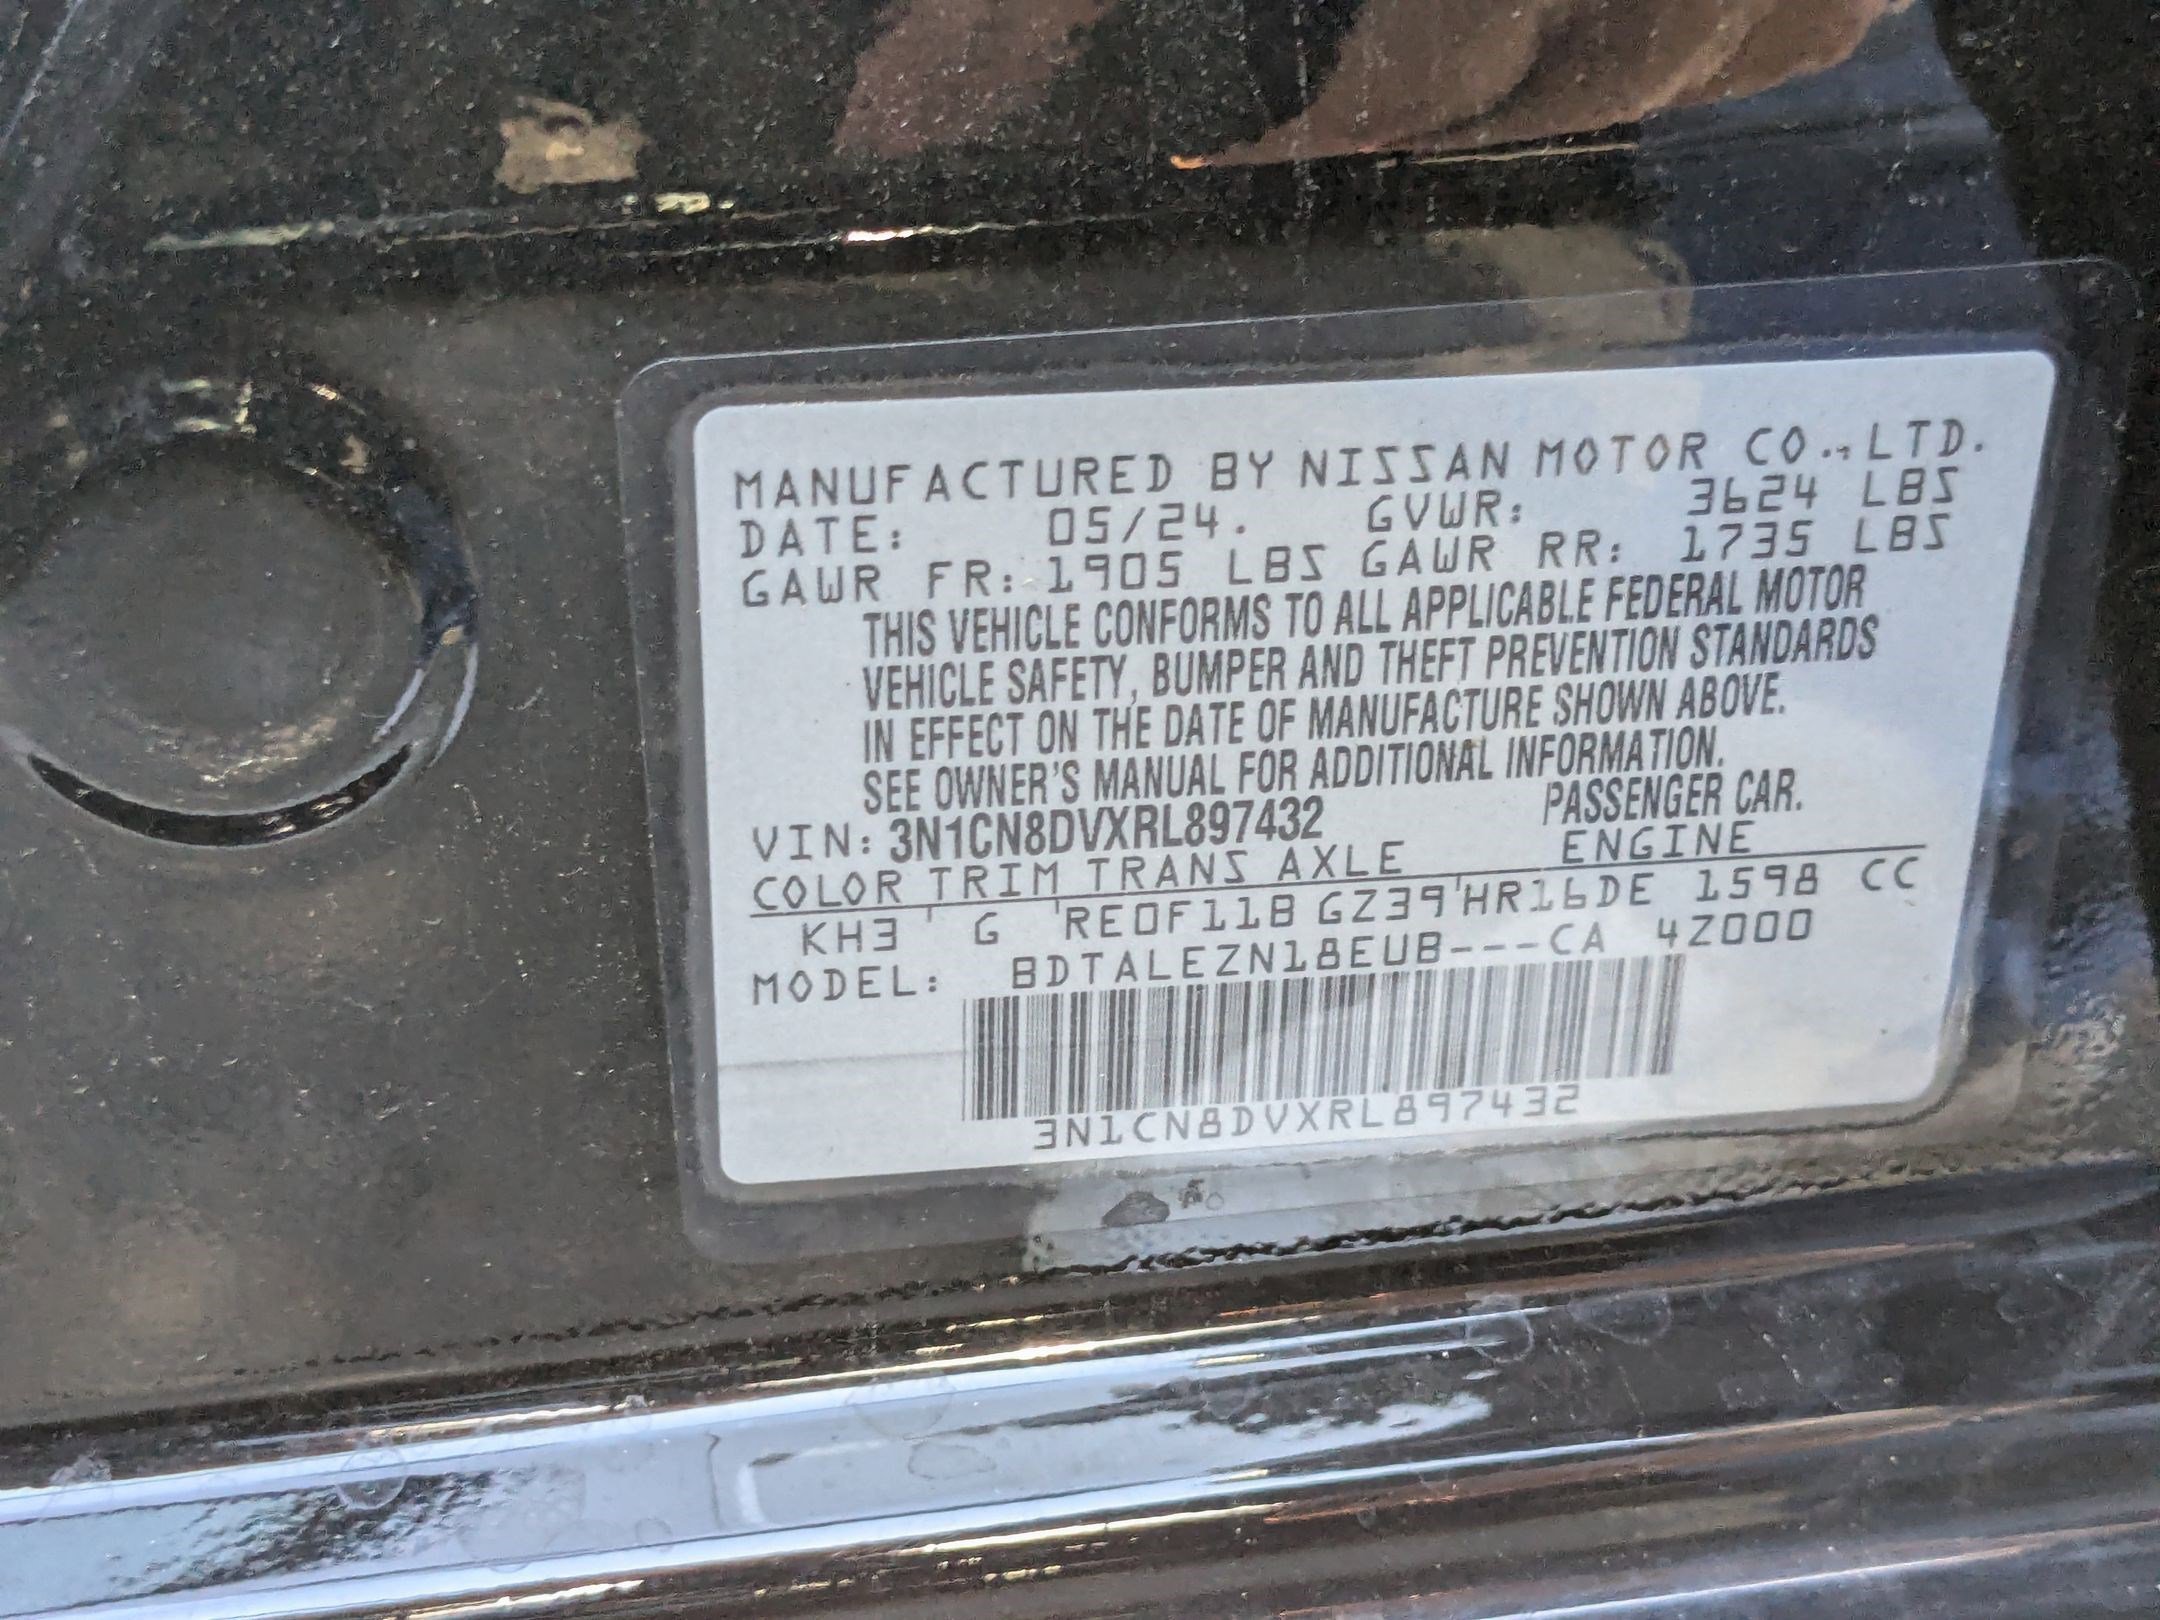 MANUFACTURED BY NISSAN MOTOR CO., LTD.
DATE: 05/24. GVWR: 3624 LBS
GAWR FR: 1905 LBS GAWR RR: 1735 LBS
THIS VEHICLE CONFORMS TO ALL APPLICABLE FEDERAL MOTOR
VEHICLE SAFETY, BUMPER AND THEFT PREVENTION STANDARDS
IN EFFECT ON THE DATE OF MANUFACTURE SHOWN ABOVE.
SEE OWNER'S MANUAL FOR ADDITIONAL INFORMATION.
VIN: 3N1CN8DVXRL897432 PASSENGER CAR.
COLOR TRIM TRANS AXLE ENGINE
KH3 G RE0F11B GZ39 HR16DE 1598 CC
MODEL: BDTALEZN18EUB---CA 4Z000
3N1CN8DVXRL897432